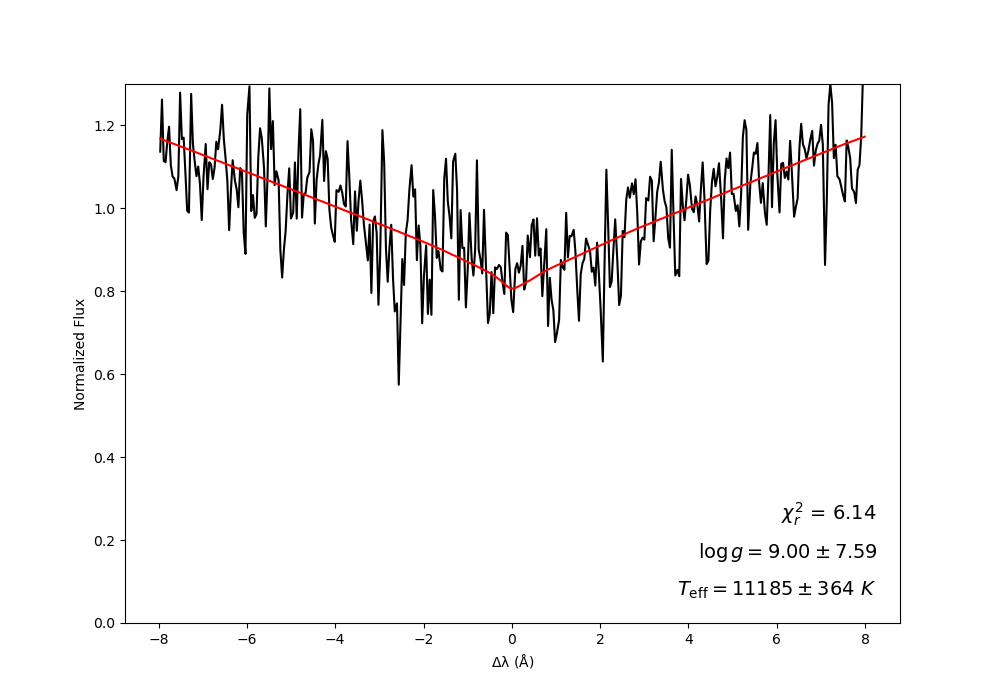 1.2
1.0
0.8
0.6
0.4
0.2
0.0
Normalized Flux
χ²ᵣ = 6.14
log g = 9.00 ± 7.59
T_eff = 11185 ± 364 K
−8 −6 −4 −2 0 2 4 6 8
Δλ (Å)